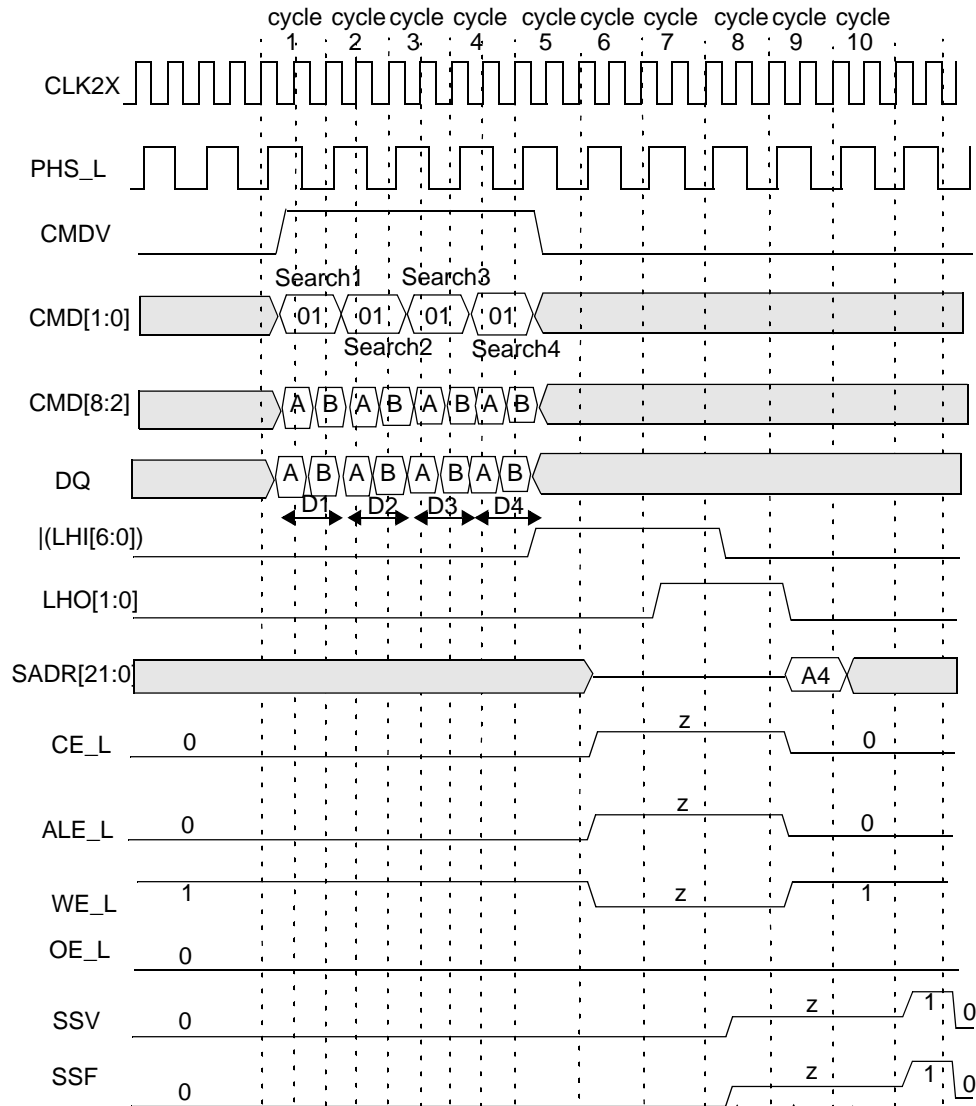 cycle cycle cycle cycle cycle cycle cycle cycle cycle cycle
1 2 3 4 5 6 7 8 9 10
CLK2X
PHS_L
CMDV
Search1 Search3
CMD[1:0] 01 01 01 01
Search2 Search4
CMD[8:2] A B A B A B A B
DQ A B A B A B A B
D1 D2 D3 D4
|(LHI[6:0])
LHO[1:0]
SADR[21:0] A4
CE_L 0 z 0
ALE_L 0 z 0
WE_L 1 z 1
OE_L 0
SSV 0 z 1 0
SSF 0 z 1 0